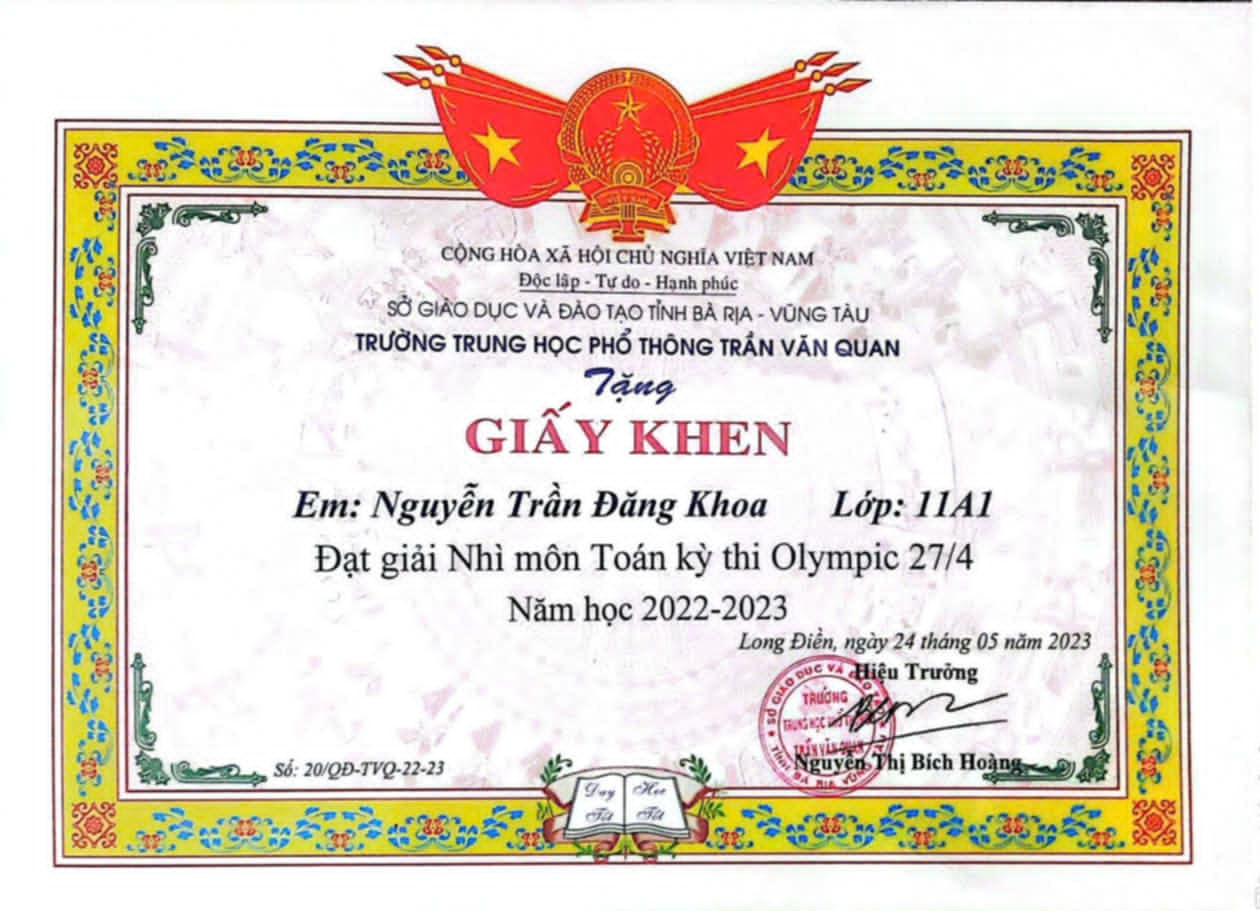 CỘNG HÒA XÃ HỘI CHỦ NGHĨA VIỆT NAM
Độc lập - Tự do - Hạnh phúc
SỞ GIÁO DỤC VÀ ĐÀO TẠO TỈNH BÀ RỊA - VŨNG TÀU
TRƯỜNG TRUNG HỌC PHỔ THÔNG TRẦN VĂN QUAN
Tặng
GIẤY KHEN
Em: Nguyễn Trần Đăng Khoa Lớp: 11A1
Đạt giải Nhì môn Toán kỳ thi Olympic 27/4
Năm học 2022-2023
Long Điền, ngày 24 tháng 05 năm 2023
Hiệu Trưởng
SỞ GIÁO DỤC VÀ
TRƯỜNG
TRUNG HỌC
TRẦN VĂN QUAN
TỈNH BÀ RỊA VŨNG
Nguyễn Thị Bích Hoàng
Số: 20/QĐ-TVQ-22-23
Dạy Học
Tốt Tốt